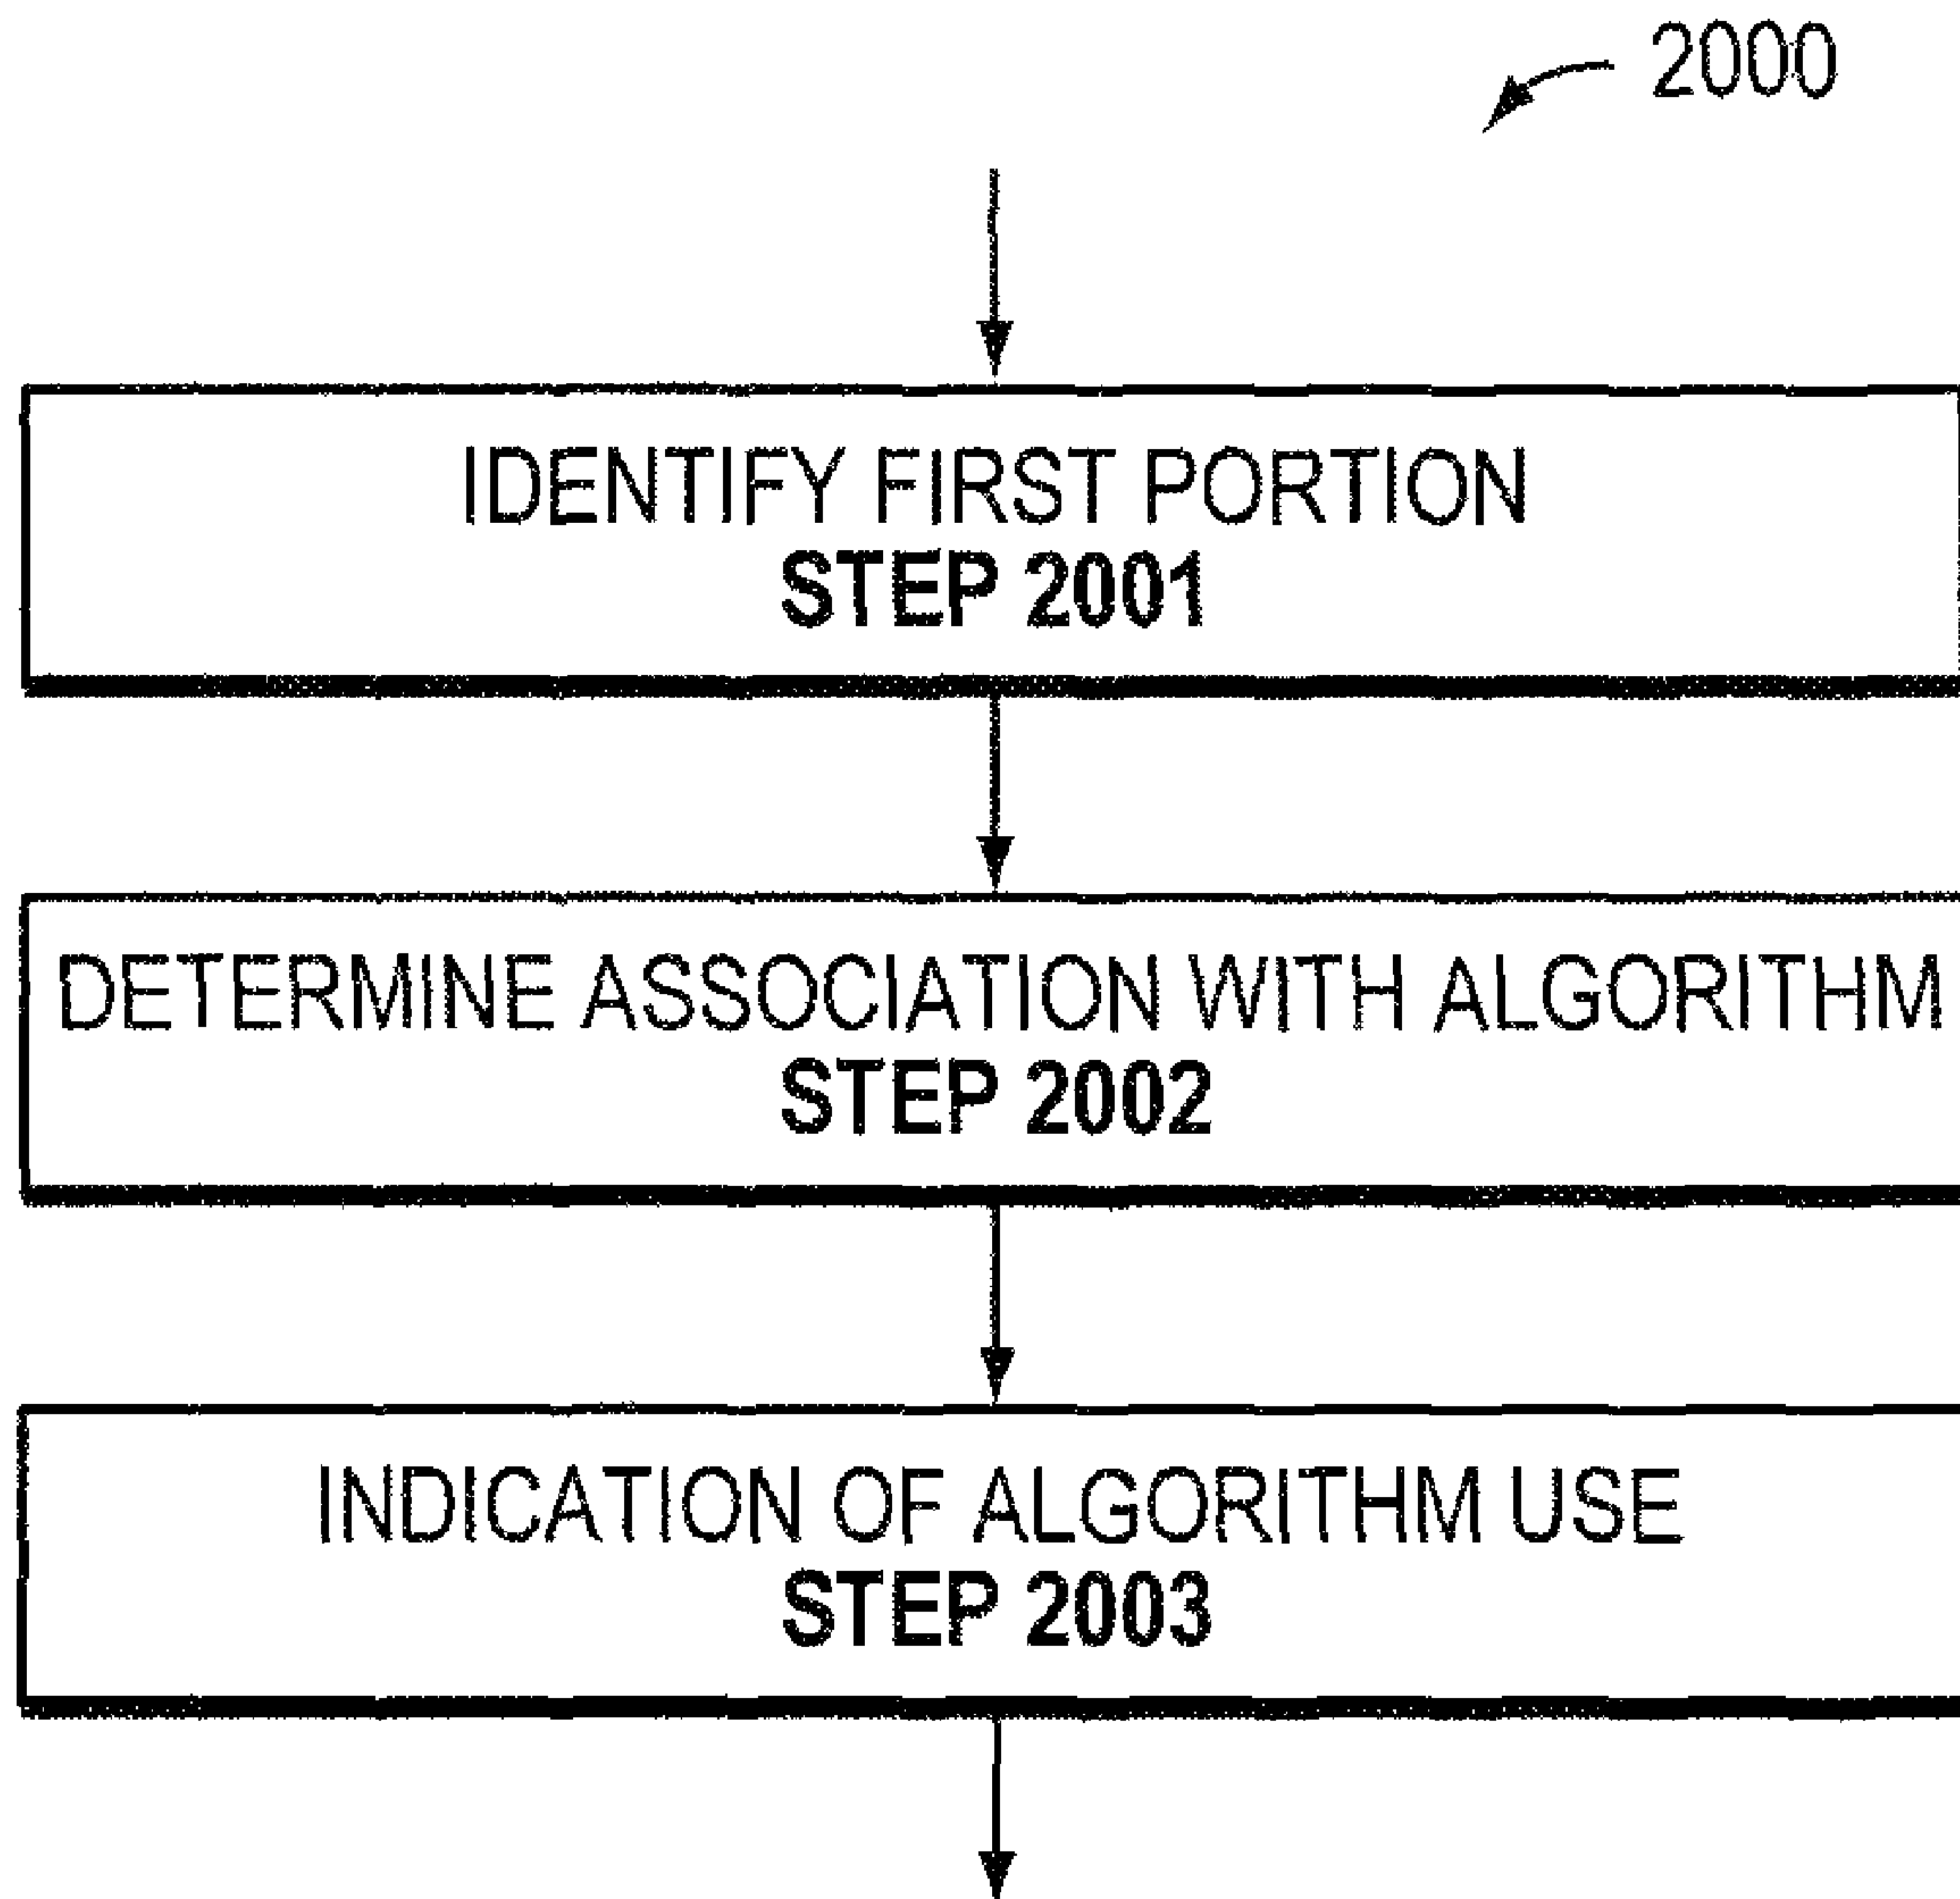 2000
IDENTIFY FIRST PORTION
STEP 2001
DETERMINE ASSOCIATION WITH ALGORITHM
STEP 2002
INDICATION OF ALGORITHM USE
STEP 2003